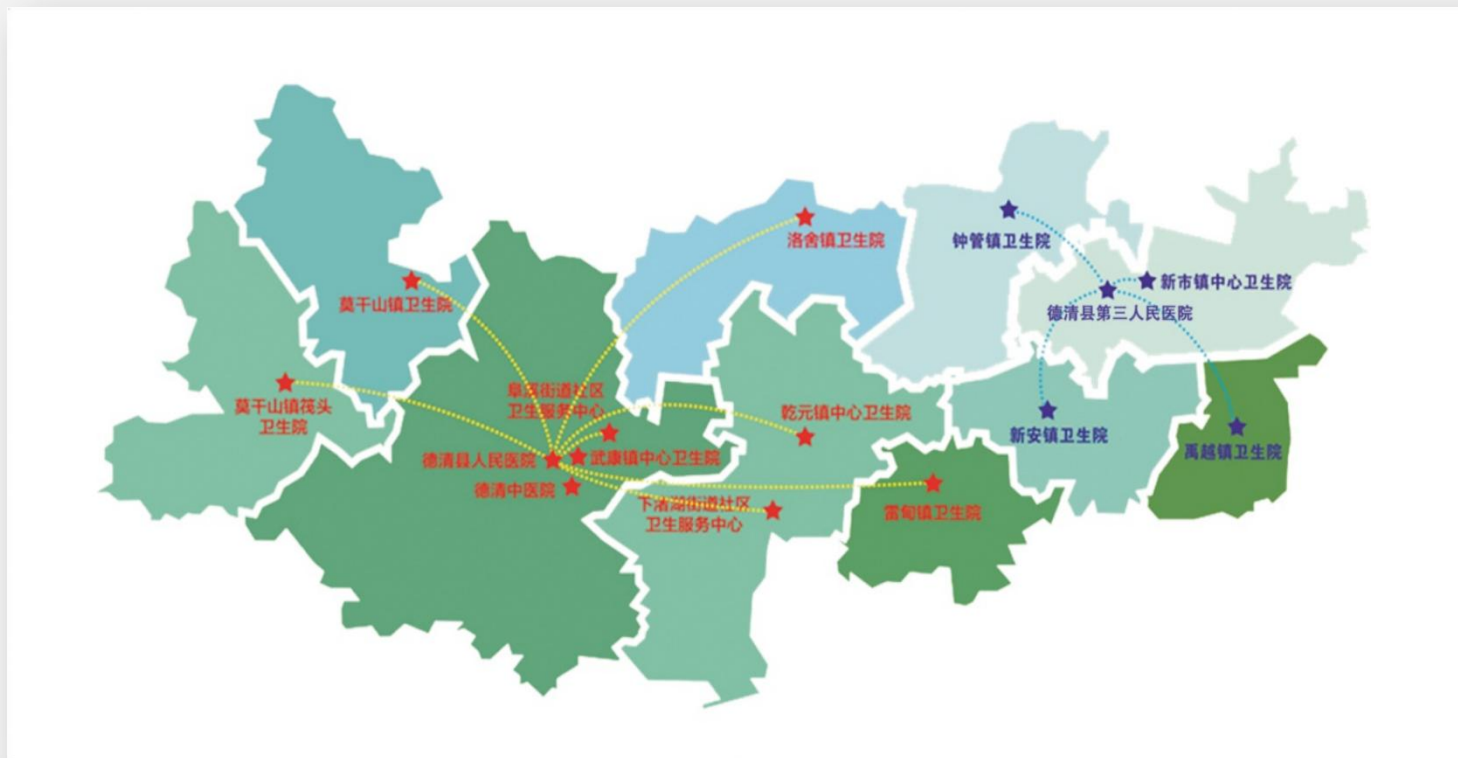 洛舍镇卫生院
钟管镇卫生院
新市镇中心卫生院
莫干山镇卫生院
德清县第三人民医院
阜溪街道社区
卫生服务中心
莫干山镇筏头
卫生院
乾元镇中心卫生院
新安镇卫生院
禹越镇卫生院
德清县人民医院
武康镇中心卫生院
德清中医院
下渚湖街道社区
卫生服务中心
雷甸镇卫生院